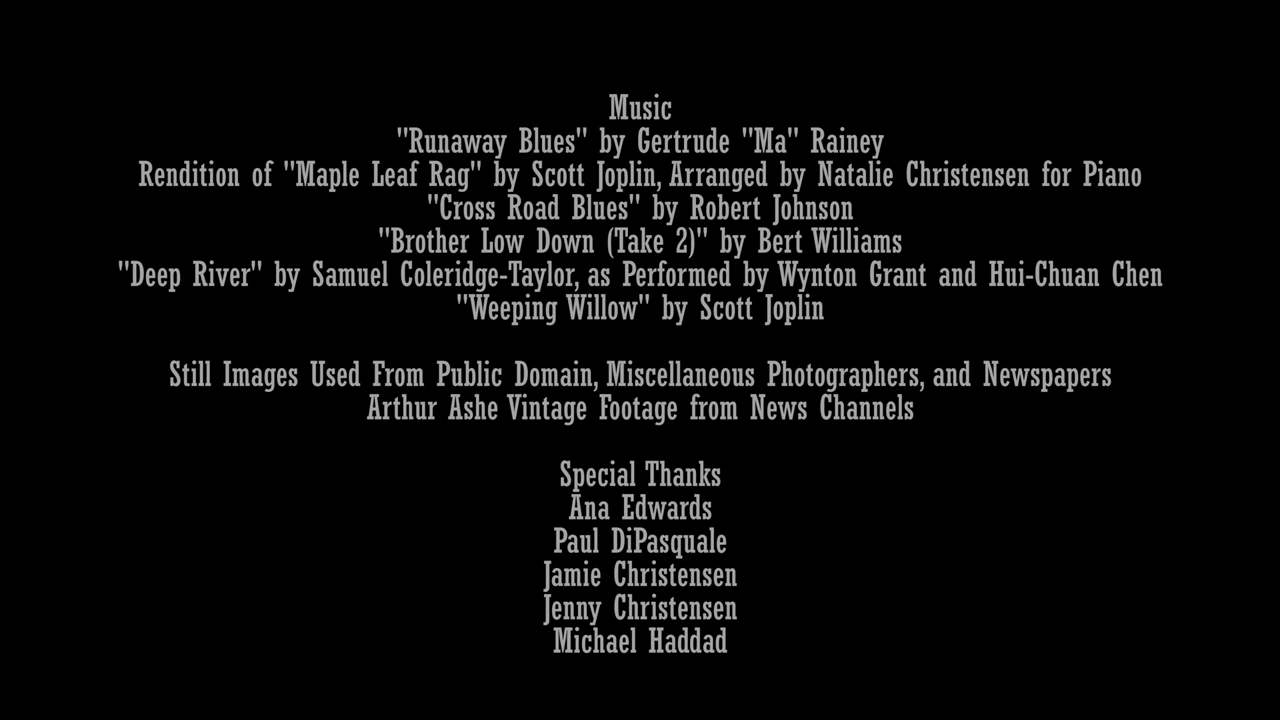 Music
"Runaway Blues" by Gertrude "Ma" Rainey
Rendition of "Maple Leaf Rag" by Scott Joplin, Arranged by Natalie Christensen for Piano
"Cross Road Blues" by Robert Johnson
"Brother Low Down (Take 2)" by Bert Williams
"Deep River" by Samuel Coleridge-Taylor, as Performed by Wynton Grant and Hui-Chuan Chen
"Weeping Willow" by Scott Joplin
Still Images Used From Public Domain, Miscellaneous Photographers, and Newspapers
Arthur Ashe Vintage Footage from News Channels
Special Thanks
Ana Edwards
Paul DiPasquale
Jamie Christensen
Jenny Christensen
Michael Haddad